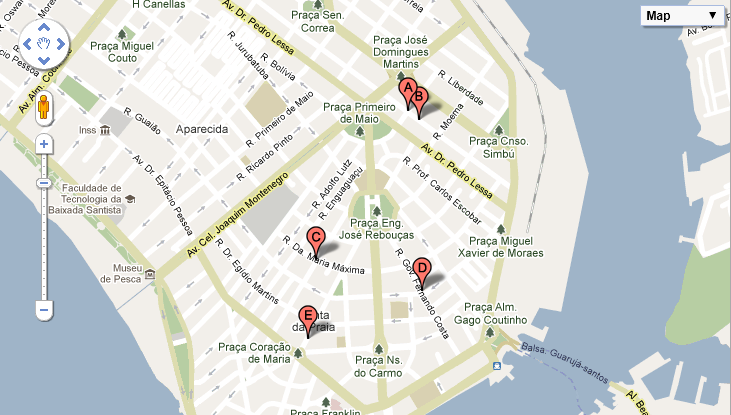 H Canellas
R. Oswal
Praça Sen.
Correa
Av. Dr. Pedro Lessa
Map ▼
Praça Miguel
Couto
R. Jurubatuba
R. Bolívia
Praça José
Domingues
Martins
R. Liberdade
Av. Alm. Co
R. Primeiro de Maio
Praça Primeiro
de Maio
A
B
R. Moema
Inss
R. Guaião
Aparecida
R. Ricardo Pinto
Praça Cnso.
Simbú
Av. Dr. Pedro Lessa
Av. Dr. Epitácio Pessoa
Faculdade de
Tecnologia da
Baixada Santista
R. Adolfo Lutz
R. Enguaguaçu
R. Prof. Carlos Escobar
Av. Cel. Joaquim Montenegro
Praça Eng.
José Rebouças
C
R. Da. Maria Máxima
Praça Miguel
Xavier de Moraes
Museu
de Pesca
R. Dr. Egídio Martins
D
R. Gov. Fernando Costa
E
nta
da Praia
Praça Alm.
Gago Coutinho
Praça Coração
de Maria
Praça Ns.
do Carmo
Balsa: Guarujá-santos
Al Bea
Praça Franklin